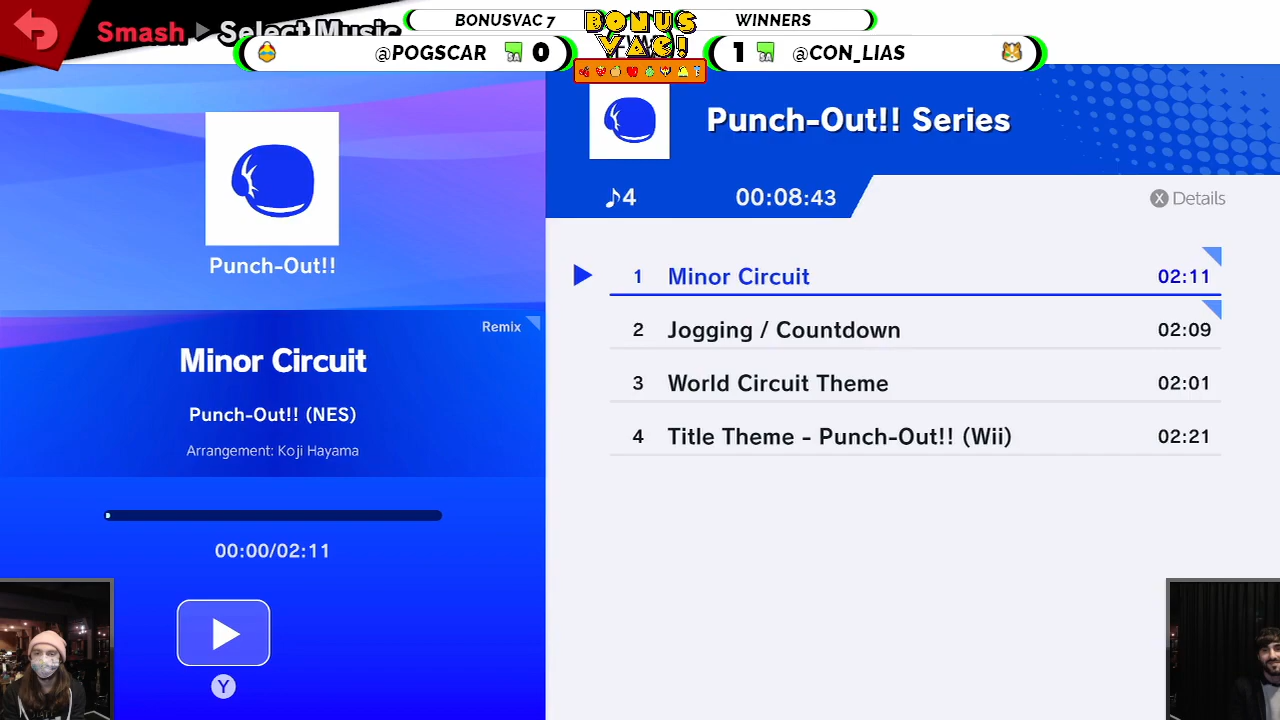 Smash ▶ Select Music
BONUSVAC 7
BONUS VAC!
WINNERS
@POGSCAR SA 0
1 SA @CON_LIAS
Punch-Out!!
Remix
Minor Circuit
Punch-Out!! (NES)
Arrangement: Koji Hayama
00:00/02:11
Y
Punch-Out!! Series
♪4 00:08:43
X Details
1 Minor Circuit 02:11
2 Jogging / Countdown 02:09
3 World Circuit Theme 02:01
4 Title Theme - Punch-Out!! (Wii) 02:21